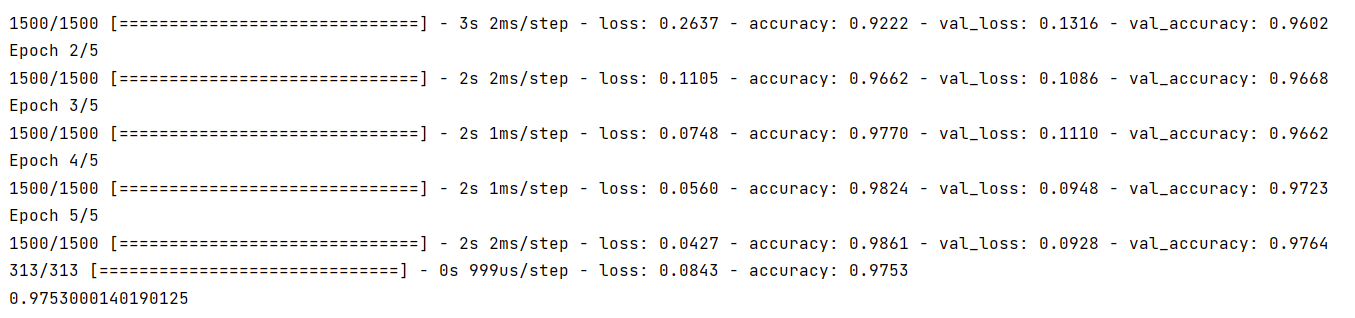 1500/1500 [==============================] - 3s 2ms/step - loss: 0.2637 - accuracy: 0.9222 - val_loss: 0.1316 - val_accuracy: 0.9602
Epoch 2/5
1500/1500 [==============================] - 2s 2ms/step - loss: 0.1105 - accuracy: 0.9662 - val_loss: 0.1086 - val_accuracy: 0.9668
Epoch 3/5
1500/1500 [==============================] - 2s 1ms/step - loss: 0.0748 - accuracy: 0.9770 - val_loss: 0.1110 - val_accuracy: 0.9662
Epoch 4/5
1500/1500 [==============================] - 2s 1ms/step - loss: 0.0560 - accuracy: 0.9824 - val_loss: 0.0948 - val_accuracy: 0.9723
Epoch 5/5
1500/1500 [==============================] - 2s 2ms/step - loss: 0.0427 - accuracy: 0.9861 - val_loss: 0.0928 - val_accuracy: 0.9764
313/313 [==============================] - 0s 999us/step - loss: 0.0843 - accuracy: 0.9753
0.9753000140190125